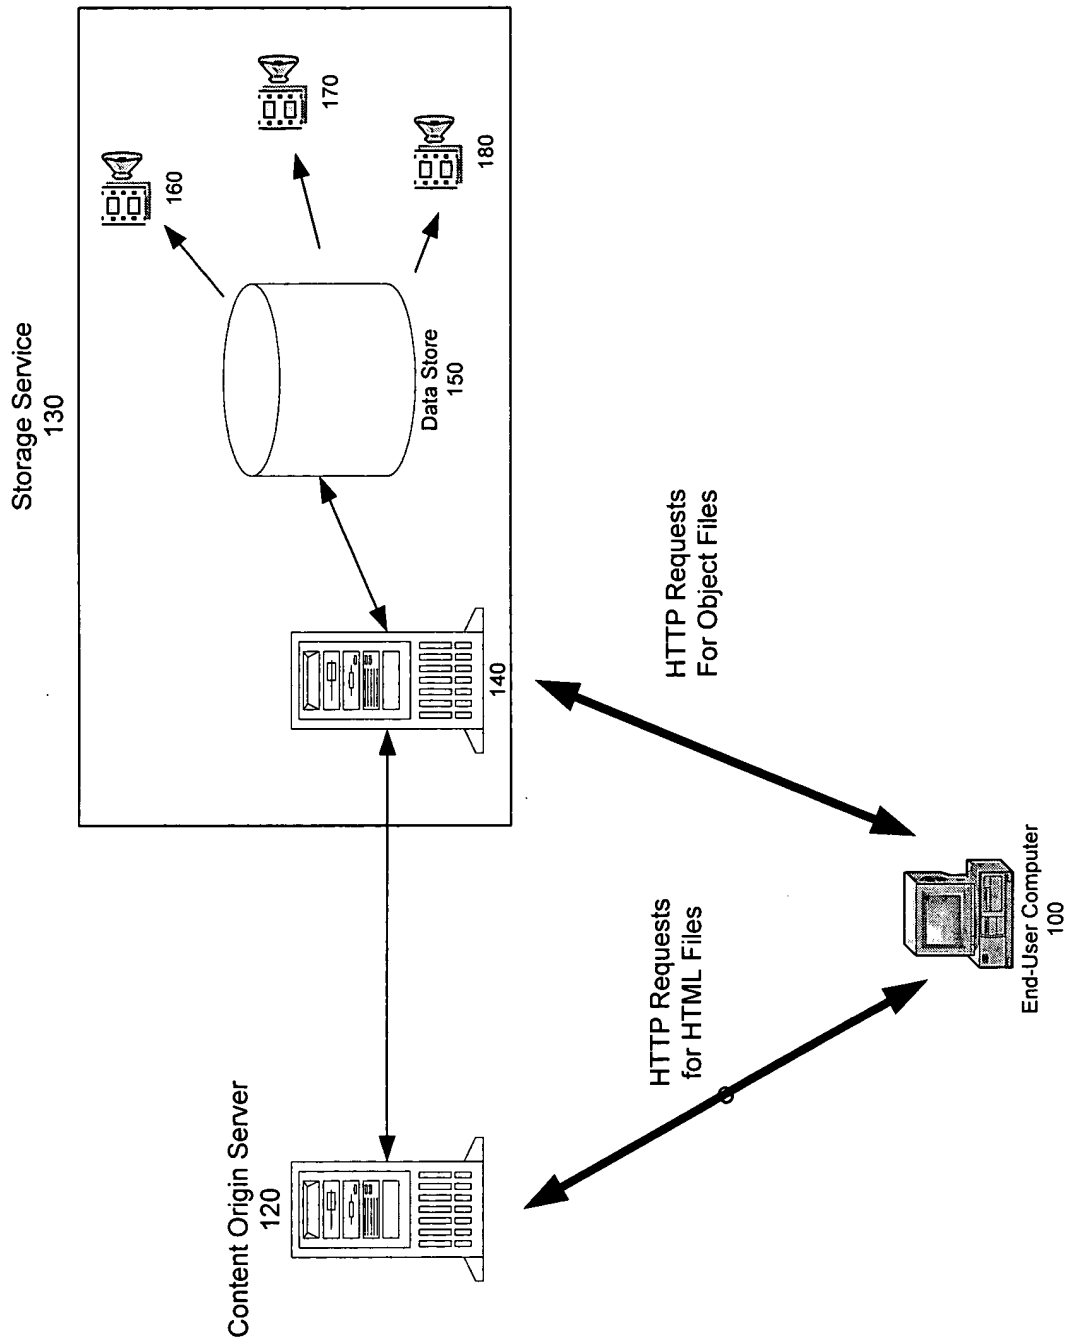 Storage Service
130
160
170
180
Data Store
150
140
Content Origin Server
120
HTTP Requests
For Object Files
HTTP Requests
for HTML Files
End-User Computer
100